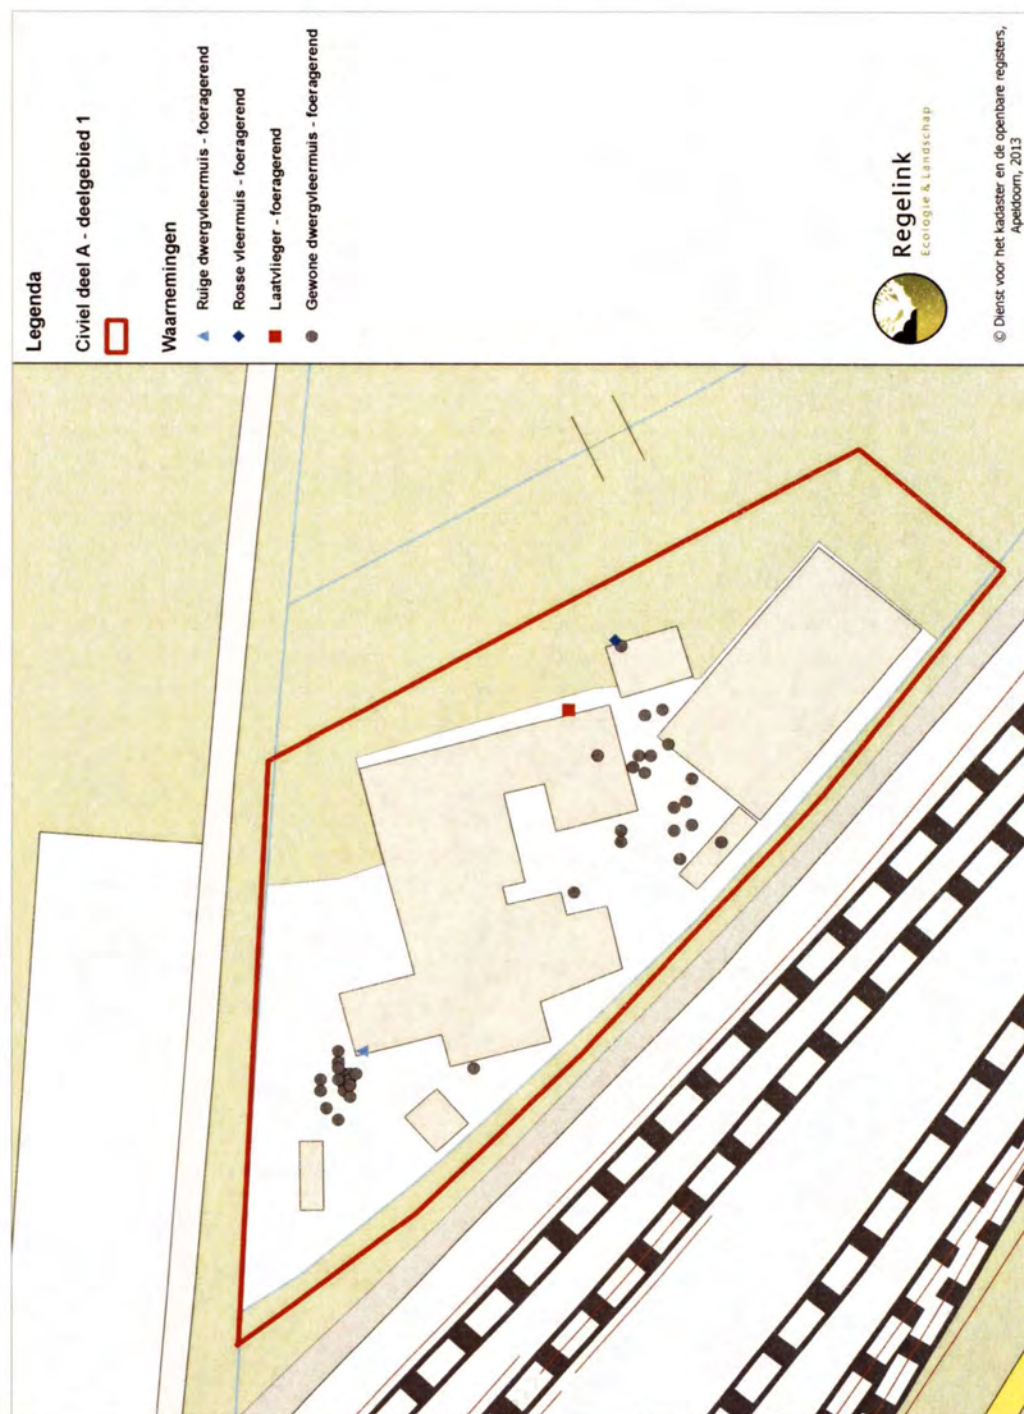 Legenda
Civiel deel A - deelgebied 1
Waarnemingen
Ruige dwergvleermuis - foeragerend
Rosse vleermuis - foeragerend
Laatvlieger - foeragerend
Gewone dwergvleermuis - foeragerend
Regelink
Ecologie & Landschap
© Dienst voor het kadaster en de openbare registers,
Apeldoorn, 2013